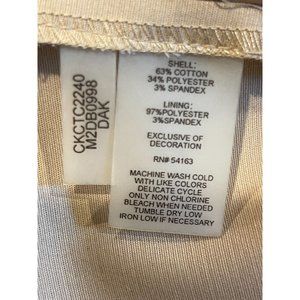 CKCTC2240
M2DB0998
DAK
SHELL:
63% COTTON
34% POLYESTER
3% SPANDEX
LINING:
97%POLYESTER
3%SPANDEX
EXCLUSIVE OF
DECORATION
RN# 54163
MACHINE WASH COLD
WITH LIKE COLORS
DELICATE CYCLE
ONLY NON CHLORINE
BLEACH WHEN NEEDED
TUMBLE DRY LOW
IRON LOW IF NECESSARY